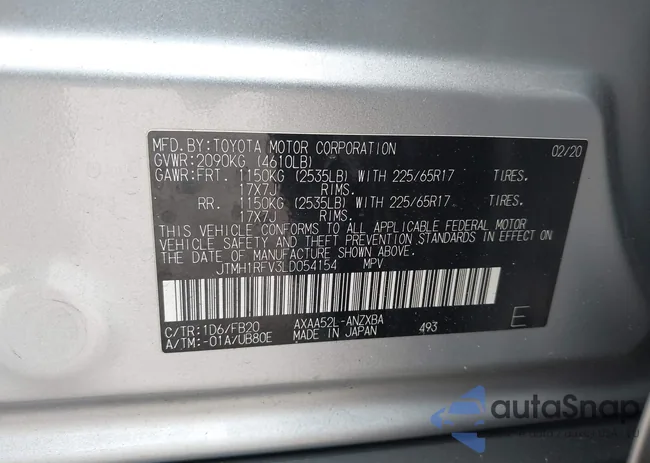 MFD.BY:TOYOTA MOTOR CORPORATION 02/20
GVWR:2090KG (4610LB)
GAWR:FRT. 1150KG (2535LB) WITH 225/65R17 TIRES.
17X7J RIMS.
RR. 1150KG (2535LB) WITH 225/65R17 TIRES.
17X7J RIMS.
THIS VEHICLE CONFORMS TO ALL APPLICABLE FEDERAL MOTOR
VEHICLE SAFETY AND THEFT PREVENTION STANDARDS IN EFFECT ON
THE DATE OF MANUFACTURE SHOWN ABOVE.
JTMH1RFV3LD054154 MPV
C/TR:1D6/FB20 AXAA52L-ANZXBA
A/TM:-01A/UB80E MADE IN JAPAN 493 E
autaSnap